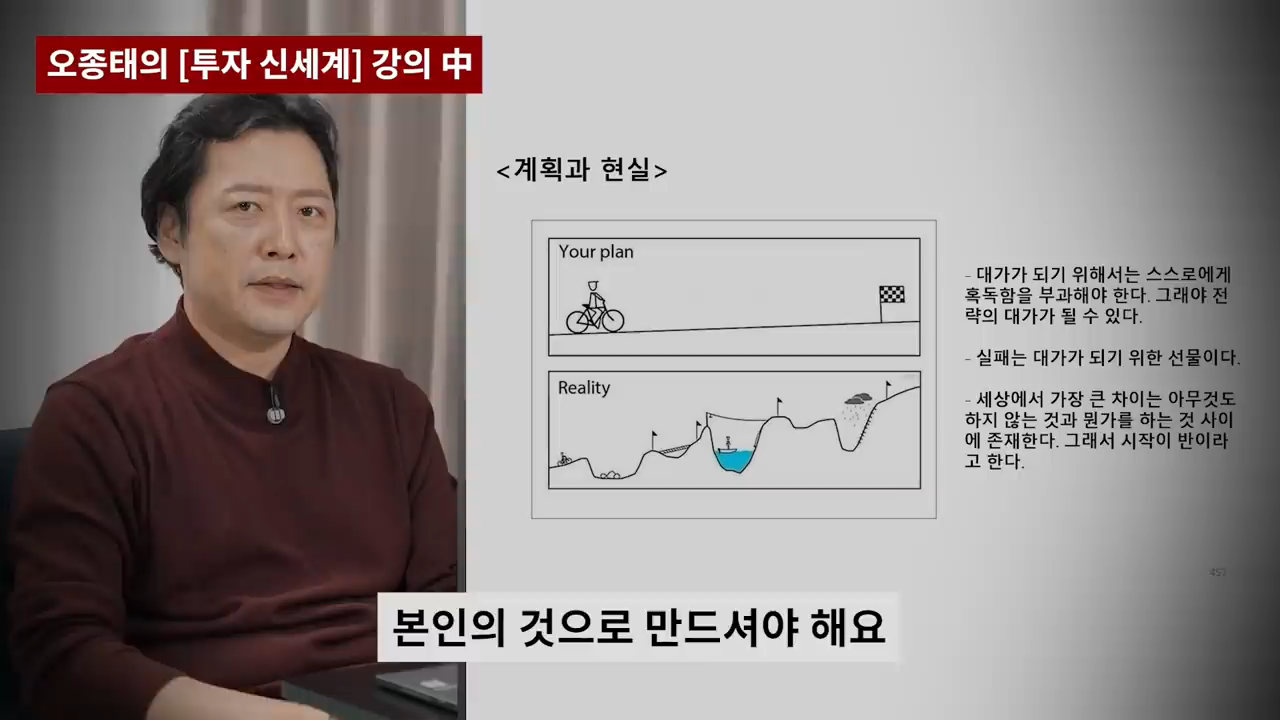 오종태의 [투자 신세계] 강의 中
<계획과 현실>
Your plan
Reality
- 대가가 되기 위해서는 스스로에게
혹독함을 부과해야 한다. 그래야 전
략의 대가가 될 수 있다.
- 실패는 대가가 되기 위한 선물이다.
- 세상에서 가장 큰 차이는 아무것도
하지 않는 것과 뭔가를 하는 것 사이
에 존재한다. 그래서 시작이 반이라
고 한다.
457
본인의 것으로 만드셔야 해요